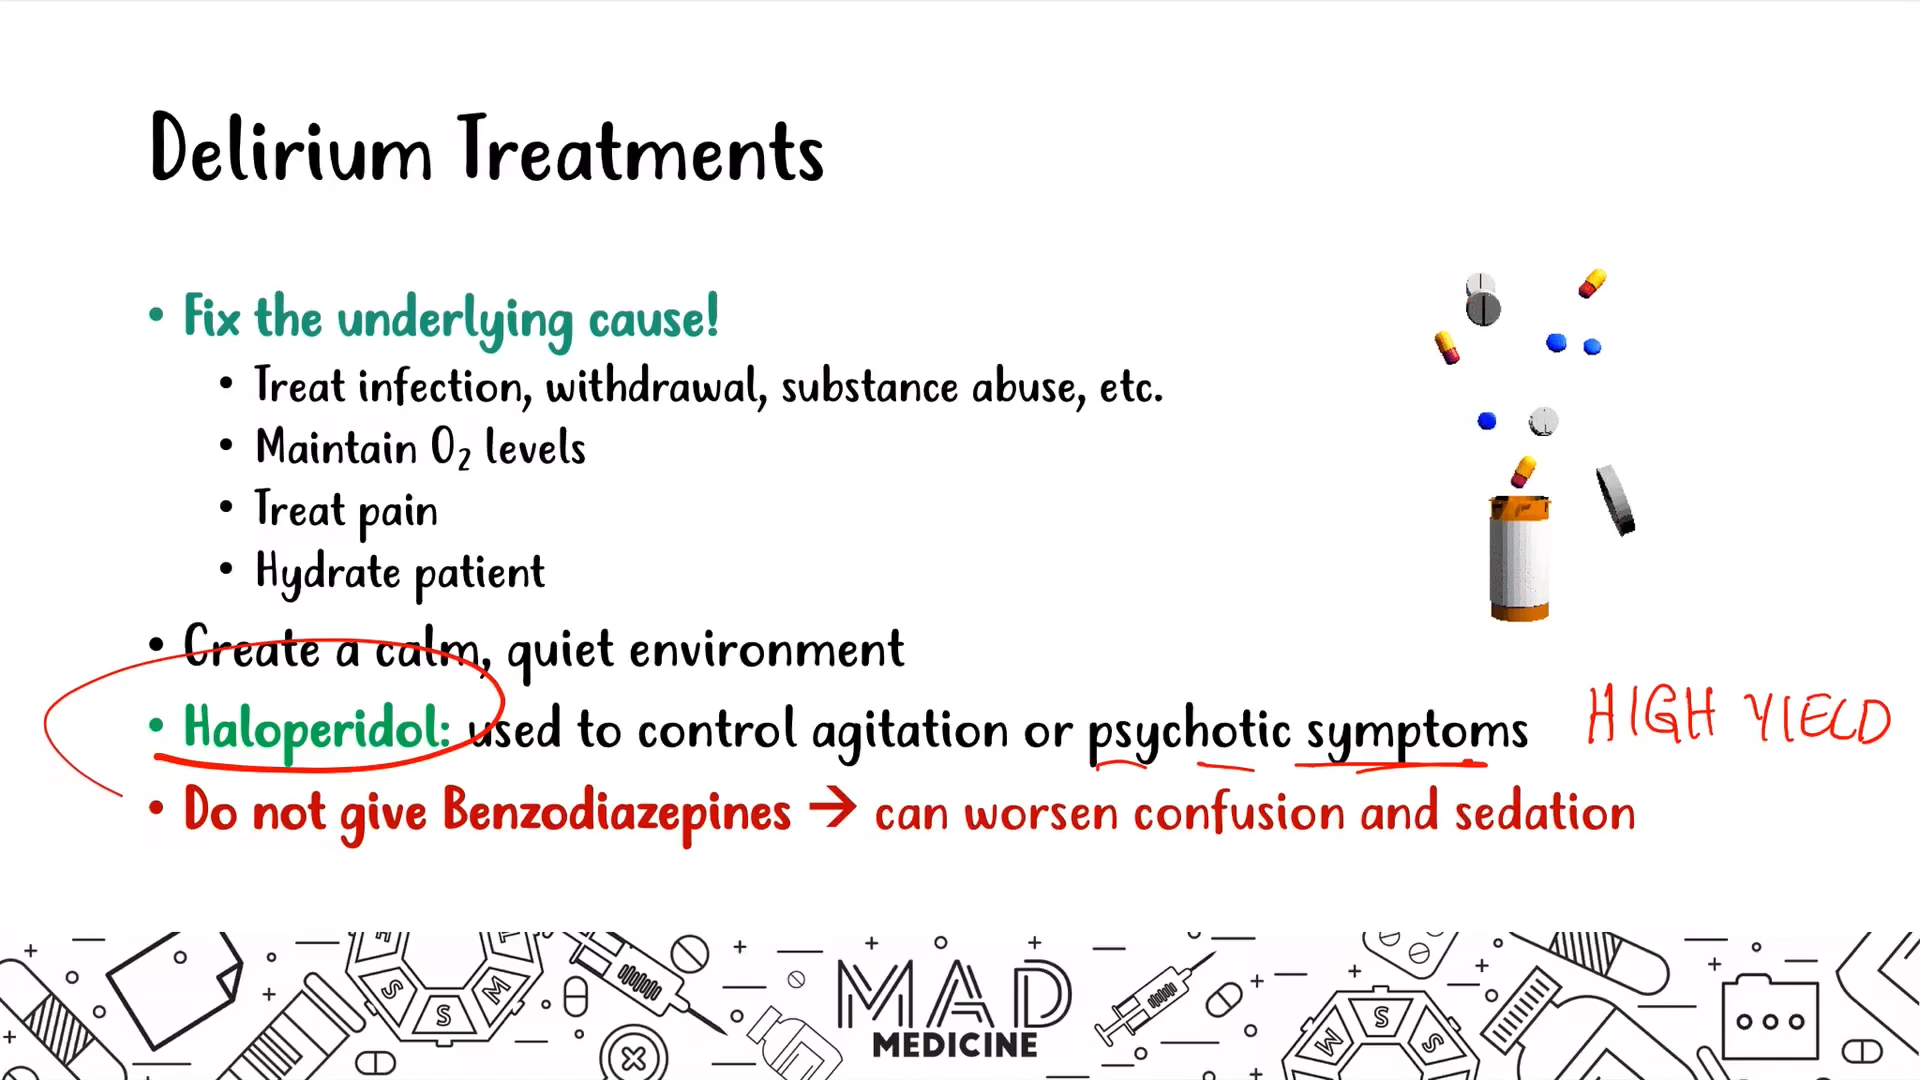 Delirium Treatments
• Fix the underlying cause!
• Treat infection, withdrawal, substance abuse, etc.
• Maintain O₂ levels
• Treat pain
• Hydrate patient
• Create a calm, quiet environment
• Haloperidol: used to control agitation or psychotic symptoms
HIGH YIELD
• Do not give Benzodiazepines → can worsen confusion and sedation
S S M
MAD
MEDICINE
M S S